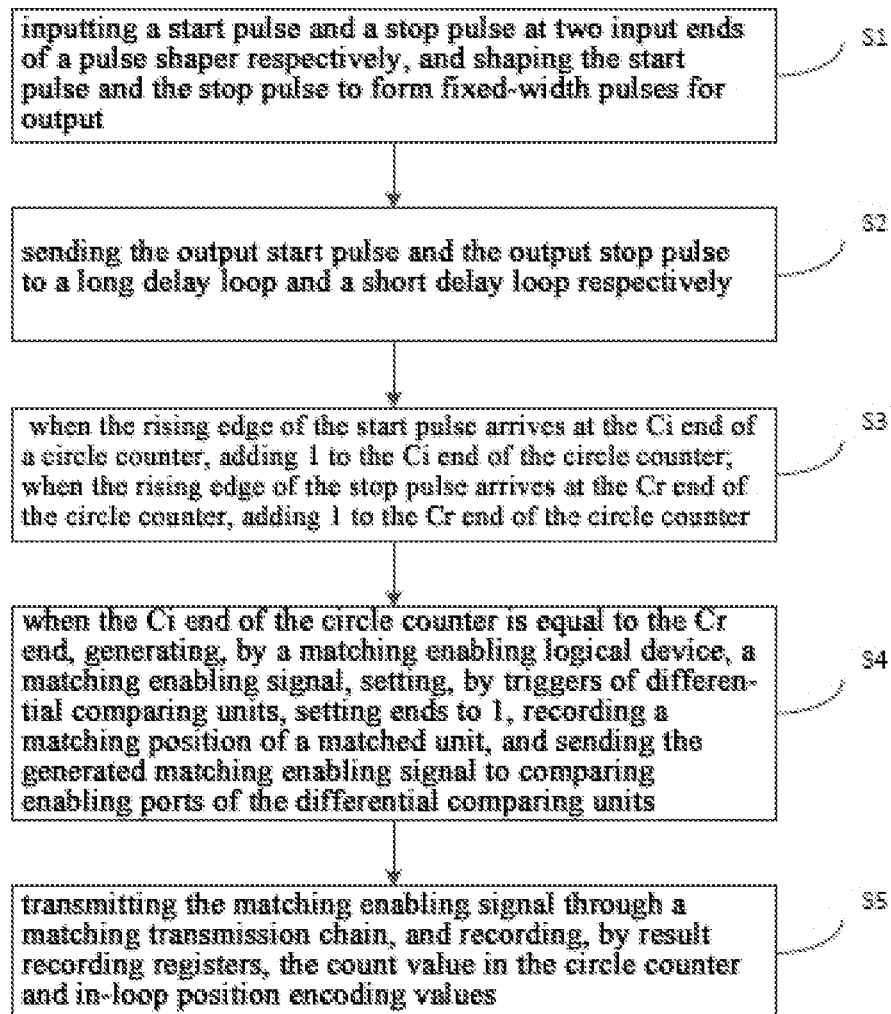 inputting a start pulse and a stop pulse at two input ends
of a pulse shaper respectively, and shaping the start
pulse and the stop pulse to form fixed-width pulses for
output
S1
sending the output start pulse and the output stop pulse
to a long delay loop and a short delay loop respectively
S2
when the rising edge of the start pulse arrives at the Ci end of
a circle counter, adding 1 to the Ci end of the circle counter;
when the rising edge of the stop pulse arrives at the Cr end of
the circle counter, adding 1 to the Cr end of the circle counter
S3
when the Ci end of the circle counter is equal to the Cr
end, generating, by a matching enabling logical device, a
matching enabling signal, setting, by triggers of differen-
tial comparing units, setting ends to 1, recording a
matching position of a matched unit, and sending the
generated matching enabling signal to comparing
enabling ports of the differential comparing units
S4
transmitting the matching enabling signal through a
matching transmission chain, and recording, by result
recording registers, the count value in the circle counter
and in-loop position encoding values
S5